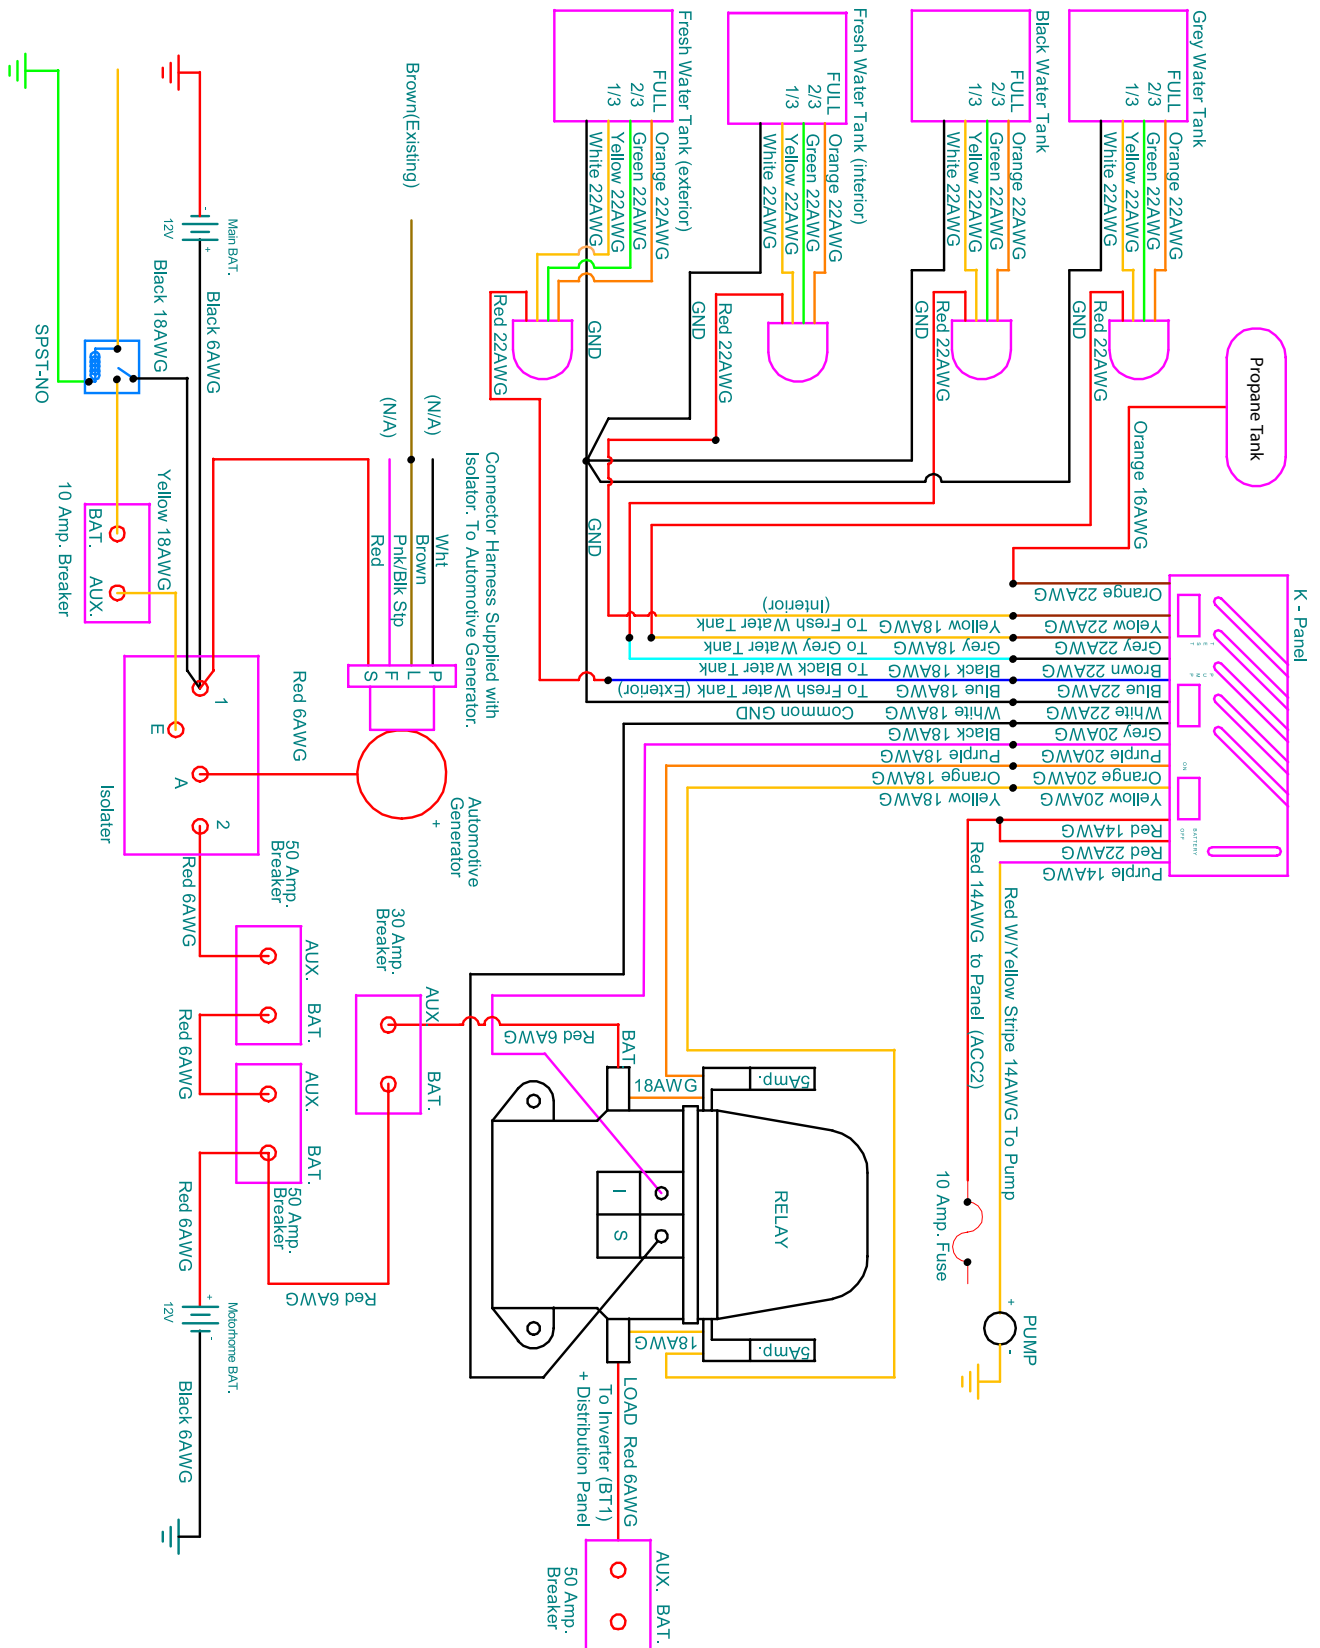 Grey Water Tank
FULL
2/3
1/3
Orange 22AWG
Green 22AWG
Yellow 22AWG
White 22AWG
Red 22AWG
GND
Black Water Tank
FULL
2/3
1/3
Orange 22AWG
Green 22AWG
Yellow 22AWG
White 22AWG
Red 22AWG
GND
Fresh Water Tank (interior)
FULL
2/3
1/3
Orange 22AWG
Green 22AWG
Yellow 22AWG
White 22AWG
Red 22AWG
GND
Fresh Water Tank (exterior)
FULL
2/3
1/3
Orange 22AWG
Green 22AWG
Yellow 22AWG
White 22AWG
Red 22AWG
GND
GND
Propane Tank
Orange 16AWG
K - Panel
TEST
PUMP
ON
BATTERY
OFF
Orange 22AWG
Yelow 22AWG
Grey 22AWG
Brown 22AWG
Blue 22AWG
White 22AWG
Grey 20AWG
Purple 20AWG
Orange 20AWG
Yellow 20AWG
Red 14AWG
Red 22AWG
Purple 14AWG
Yellow 18AWG
Grey 18AWG
Black 18AWG
Blue 18AWG
White 18AWG
Black 18AWG
Purple 18AWG
Orange 18AWG
Yellow 18AWG
To Fresh Water Tank
(Interior)
To Grey Water Tank
To Black Water Tank
To Fresh Water Tank (Exterior)
Common GND
Red 14AWG to Panel (ACC2)
Red W/Yellow Stripe 14AWG To Pump
10 Amp. Fuse
+
PUMP
-
Brown(Existing)
(N/A)
(N/A)
Connector Harness Supplied with
Isolator. To Automotive Generator.
Wht
Brown
Pnk/Blk Stp
Red
P
L
F
S
Automotive
Generator
+
Red 6AWG
Main BAT.
-
+
12V
Black 6AWG
Black 18AWG
SPST-NO
Yellow 18AWG
BAT.
AUX.
10 Amp. Breaker
1
E
A
2
Isolater
Red 6AWG
50 Amp.
Breaker
AUX.
BAT.
Red 6AWG
AUX.
BAT.
50 Amp.
Breaker
Red 6AWG
Red 6AWG
30 Amp.
Breaker
AUX
BAT.
Red 6AWG
Motorhome BAT.
+
-
12V
Black 6AWG
BAT
18AWG
5Amp.
RELAY
I
S
18AWG
5Amp.
LOAD Red 6AWG
To Inverter (BT1)
+ Distribution Panel
AUX. BAT.
50 Amp.
Breaker